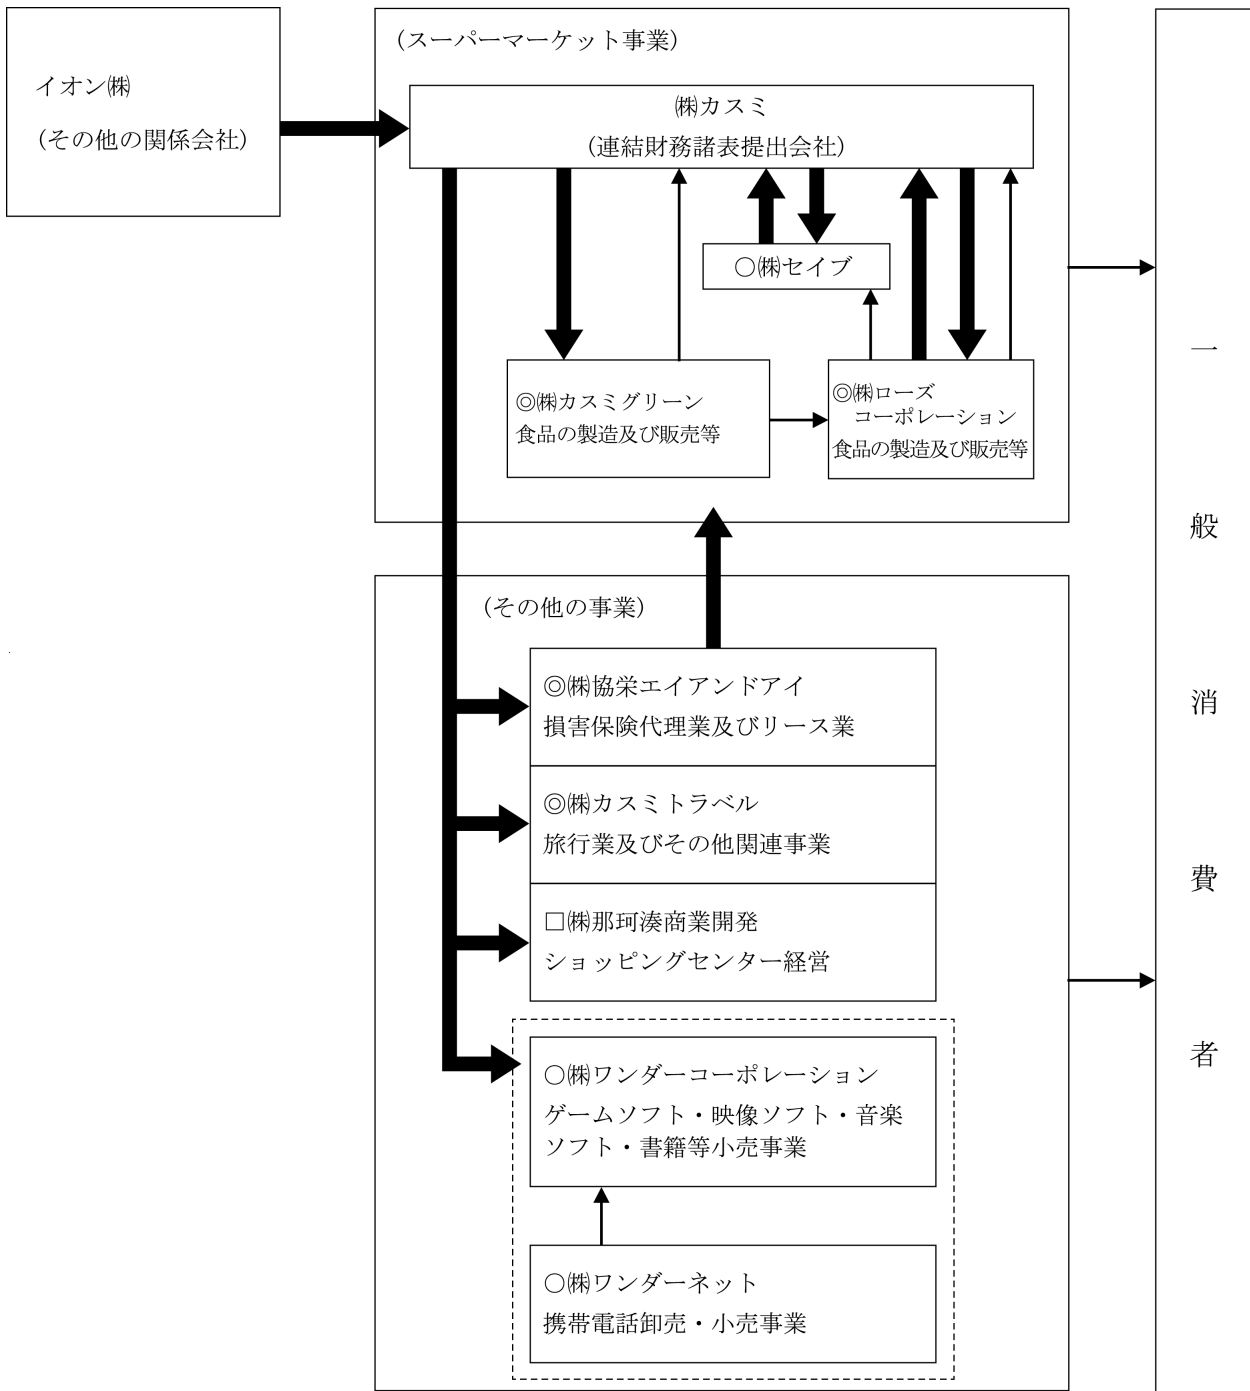 イオン㈱
(その他の関係会社)
(スーパーマーケット事業)
㈱カスミ
(連結財務諸表提出会社)
○㈱セイブ
◎㈱カスミグリーン
食品の製造及び販売等
◎㈱ローズ
コーポレーション
食品の製造及び販売等
(その他の事業)
◎㈱協栄エイアンドアイ
損害保険代理業及びリース業
◎㈱カスミトラベル
旅行業及びその他関連事業
□㈱那珂湊商業開発
ショッピングセンター経営
○㈱ワンダーコーポレーション
ゲームソフト・映像ソフト・音楽
ソフト・書籍等小売事業
○㈱ワンダーネット
携帯電話卸売・小売事業
一般消費者